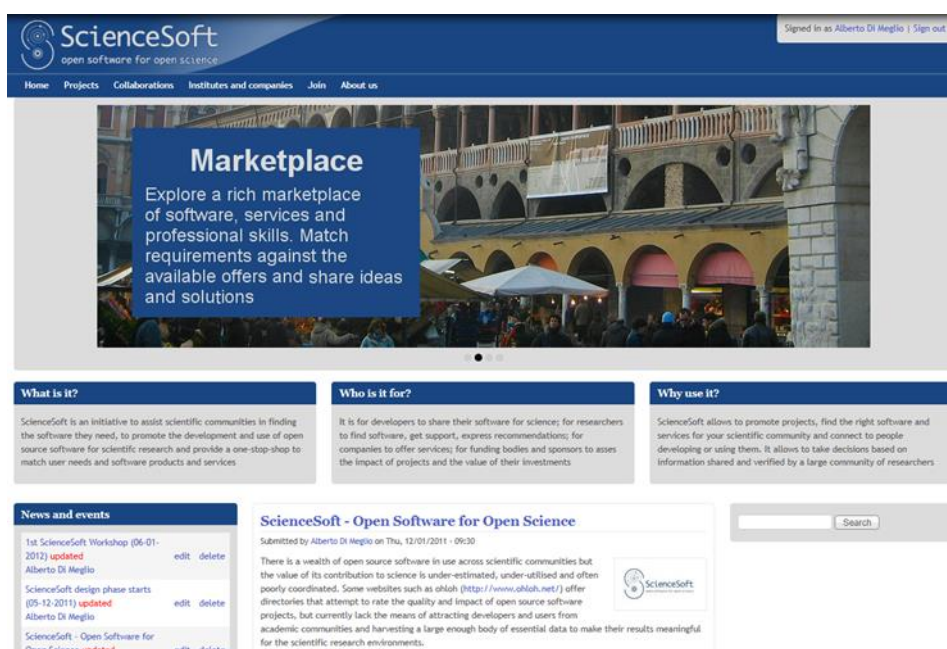 ScienceSoft
open software for open science
Signed in as Alberto Di Meglio | Sign out
Home Projects Collaborations Institutes and companies Join About us
Marketplace
Explore a rich marketplace
of software, services and
professional skills. Match
requirements against the
available offers and share ideas
and solutions
What is it?
ScienceSoft is an initiative to assist scientific communities in finding
the software they need, to promote the development and use of open
source software for scientifc research and provide a one-stop-shop to
match user needs and software products and services
Who is it for?
It is for developers to share their software for science; for researchers
to find software, get support, express recommendations; for
companies to offer services; for funding bodies and sponsors to asses
the impact of projects and the value of their investments
Why use it?
ScienceSoft allows to promote projects, find the right software and
services for your scientific community and connect to people
developing or using them. It allows to take decisions based on
information shared and verified by a large community of researchers
News and events
1st ScienceSoft Workshop (06-01-
2012) updated edit delete
Alberto Di Meglio
ScienceSoft design phase starts
(05-12-2011) updated edit delete
Alberto Di Meglio
ScienceSoft - Open Software for
Open Science updated edit delete
ScienceSoft - Open Software for Open Science
Submitted by Alberto Di Meglio on Thu, 12/01/2011 - 09:30
There is a wealth of open source software in use across scientific communities but
the value of its contribution to science is under-estimated, under-utilised and often
poorly coordinated. Some websites such as ohloh (http://www.ohloh.net/) offer
directories that attempt to rate the quality and impact of open source software
projects, but currently lack the means of attracting developers and users from
academic communities and harvesting a large enough body of essential data to make their results meaningful
for the scientific research environments.
ScienceSoft
Search